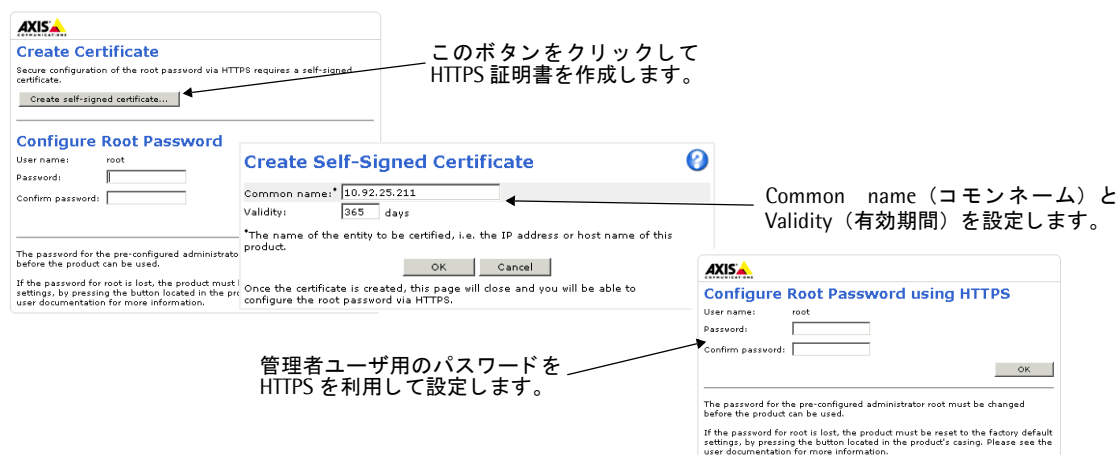 AXIS
COMMUNICATIONS
Create Certificate
Secure configuration of the root password via HTTPS requires a self-signed
certificate.
Create self-signed certificate...
Configure Root Password
User name: root
Password:
Confirm password:
The password for the pre-configured administrato
before the product can be used.
If the password for root is lost, the product must
settings, by pressing the button located in the pro
user documentation for more information.
このボタンをクリックして
HTTPS 証明書を作成します。
Create Self-Signed Certificate
?
Common name:* 10.92.25.211
Validity: 365 days
*The name of the entity to be certified, i.e. the IP address or host name of this
product.
OK Cancel
Once the certificate is created, this page will close and you will be able to
configure the root password via HTTPS.
Common name（コモンネーム）と
Validity（有効期間）を設定します。
管理者ユーザ用のパスワードを
HTTPS を利用して設定します。
AXIS
COMMUNICATIONS
Configure Root Password using HTTPS
User name: root
Password:
Confirm password:
OK
The password for the pre-configured administrator root must be changed
before the product can be used.
If the password for root is lost, the product must be reset to the factory default
settings, by pressing the button located in the product's casing. Please see the
user documentation for more information.